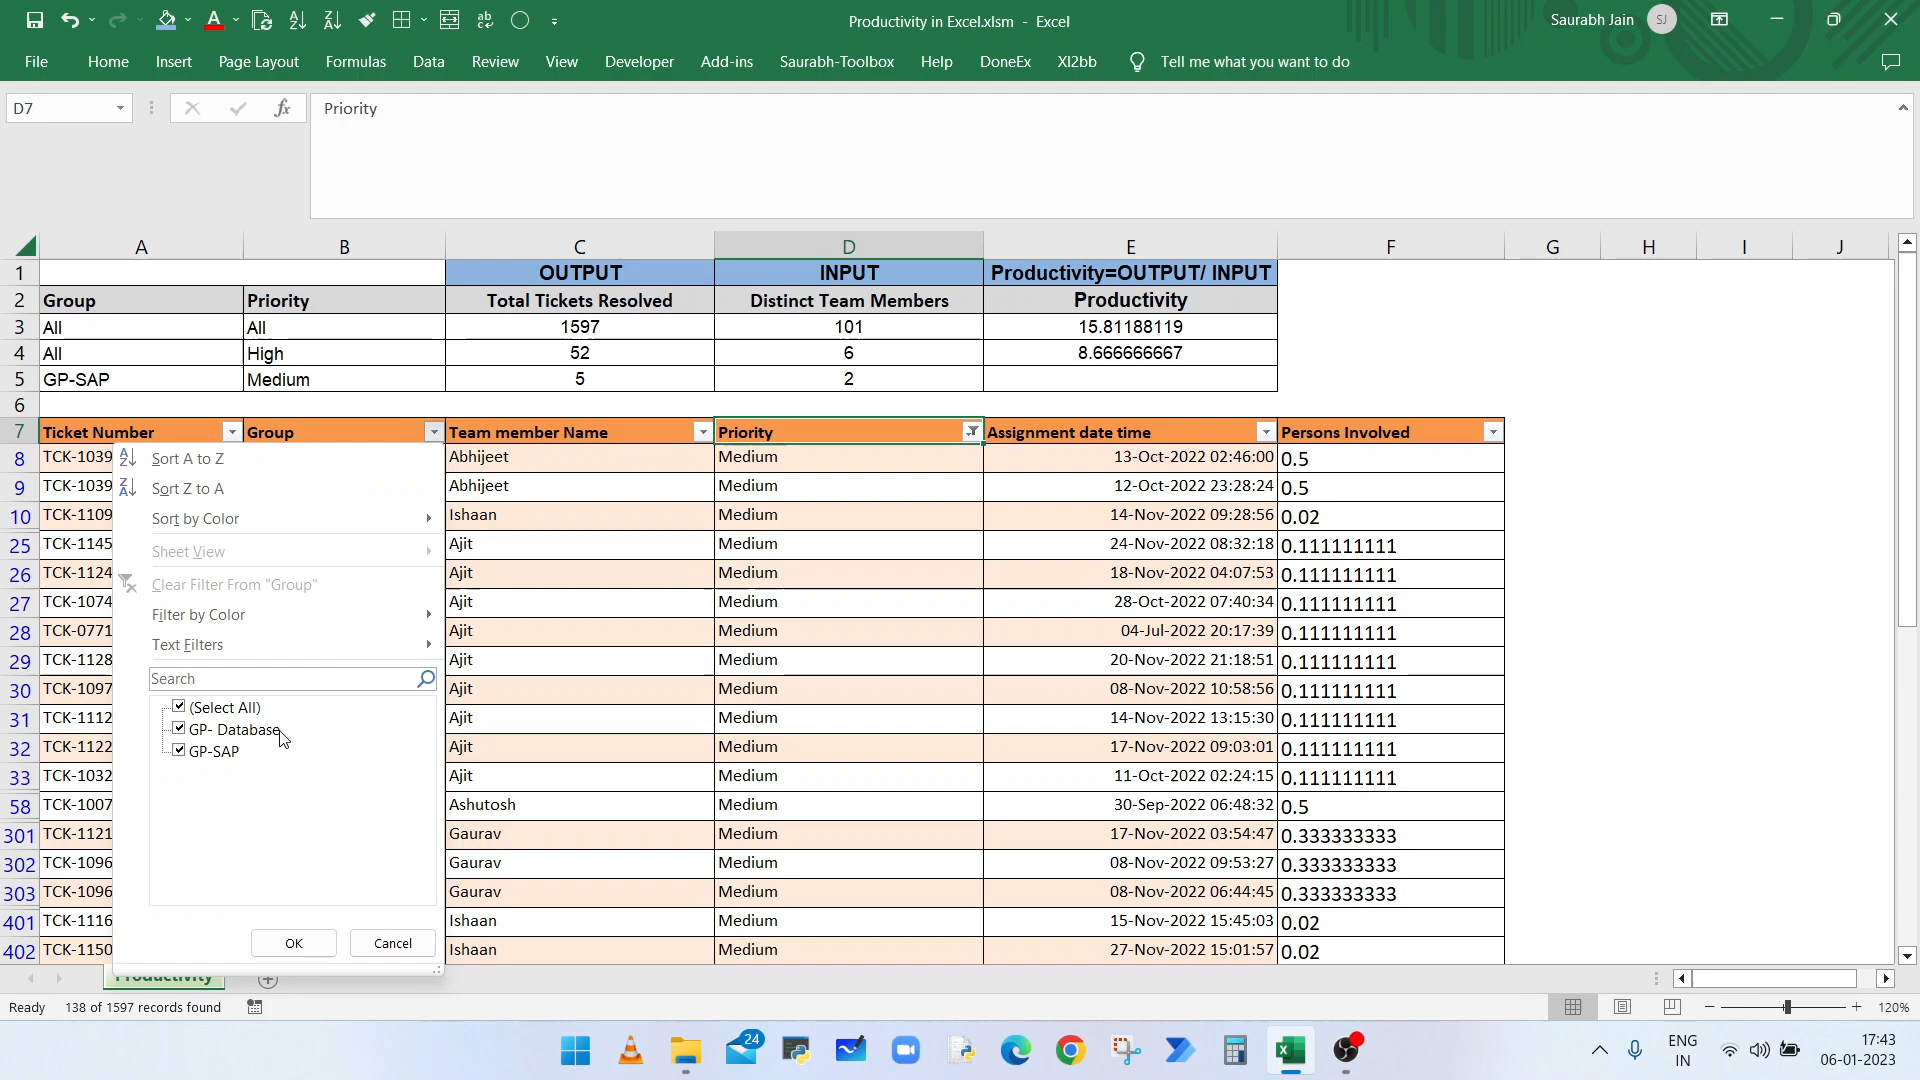 Productivity in Excel.xlsm - Excel
Saurabh Jain SJ
File Home Insert Page Layout Formulas Data Review View Developer Add-ins Saurabh-Toolbox Help DoneEx Xl2bb Tell me what you want to do
D7 fx Priority
A B C D E F G H I J
1 OUTPUT INPUT Productivity=OUTPUT/ INPUT
2 Group Priority Total Tickets Resolved Distinct Team Members Productivity
3 All All 1597 101 15.81188119
4 All High 52 6 8.666666667
5 GP-SAP Medium 5 2
6
7 Ticket Number Group Team member Name Priority Assignment date time Persons Involved
8 TCK-1039 Abhijeet Medium 13-Oct-2022 02:46:00 0.5
9 TCK-1039 Abhijeet Medium 12-Oct-2022 23:28:24 0.5
10 TCK-1109 Ishaan Medium 14-Nov-2022 09:28:56 0.02
25 TCK-1145 Ajit Medium 24-Nov-2022 08:32:18 0.111111111
26 TCK-1124 Ajit Medium 18-Nov-2022 04:07:53 0.111111111
27 TCK-1074 Ajit Medium 28-Oct-2022 07:40:34 0.111111111
28 TCK-0771 Ajit Medium 04-Jul-2022 20:17:39 0.111111111
29 TCK-1128 Ajit Medium 20-Nov-2022 21:18:51 0.111111111
30 TCK-1097 Ajit Medium 08-Nov-2022 10:58:56 0.111111111
31 TCK-1112 Ajit Medium 14-Nov-2022 13:15:30 0.111111111
32 TCK-1122 Ajit Medium 17-Nov-2022 09:03:01 0.111111111
33 TCK-1032 Ajit Medium 11-Oct-2022 02:24:15 0.111111111
58 TCK-1007 Ashutosh Medium 30-Sep-2022 06:48:32 0.5
301 TCK-1121 Gaurav Medium 17-Nov-2022 03:54:47 0.333333333
302 TCK-1096 Gaurav Medium 08-Nov-2022 09:53:27 0.333333333
303 TCK-1096 Gaurav Medium 08-Nov-2022 06:44:45 0.333333333
401 TCK-1116 Ishaan Medium 15-Nov-2022 15:45:03 0.02
402 TCK-1150 Ishaan Medium 27-Nov-2022 15:01:57 0.02
Sort A to Z
Sort Z to A
Sort by Color
Sheet View
Clear Filter From "Group"
Filter by Color
Text Filters
Search
(Select All)
GP- Database
GP-SAP
OK Cancel
Productivity
Ready 138 of 1597 records found 120%
24
ENG
IN
17:43
06-01-2023